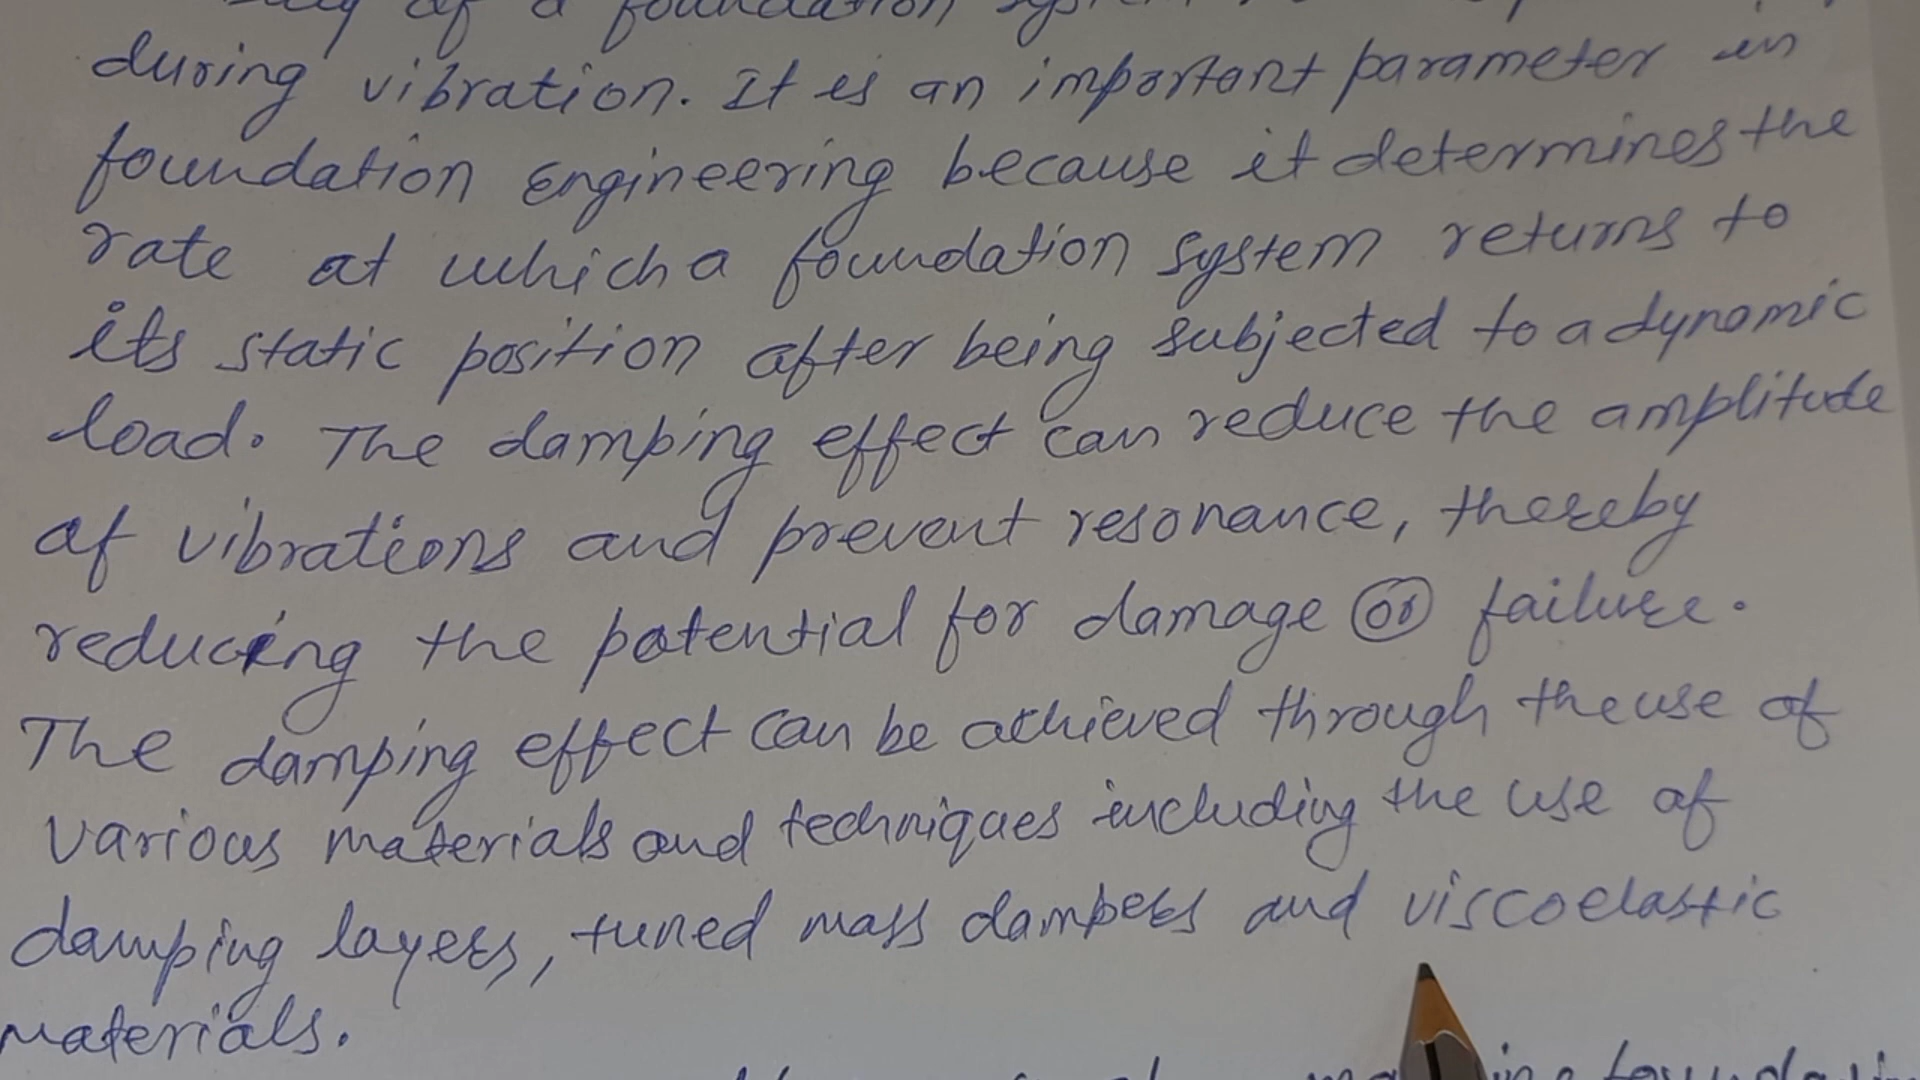 of a foundation system
during vibration. It is an important parameter in
foundation Engineering because it determines the
rate at which a foundation system returns to
its static position after being subjected to a dynamic
load. The damping effect can reduce the amplitude
of vibrations and prevent resonance, thereby
reducing the potential for damage or failure.
The damping effect can be achieved through the use of
various materials and techniques including the use of
damping layers, tuned mass dampers and viscoelastic
materials.